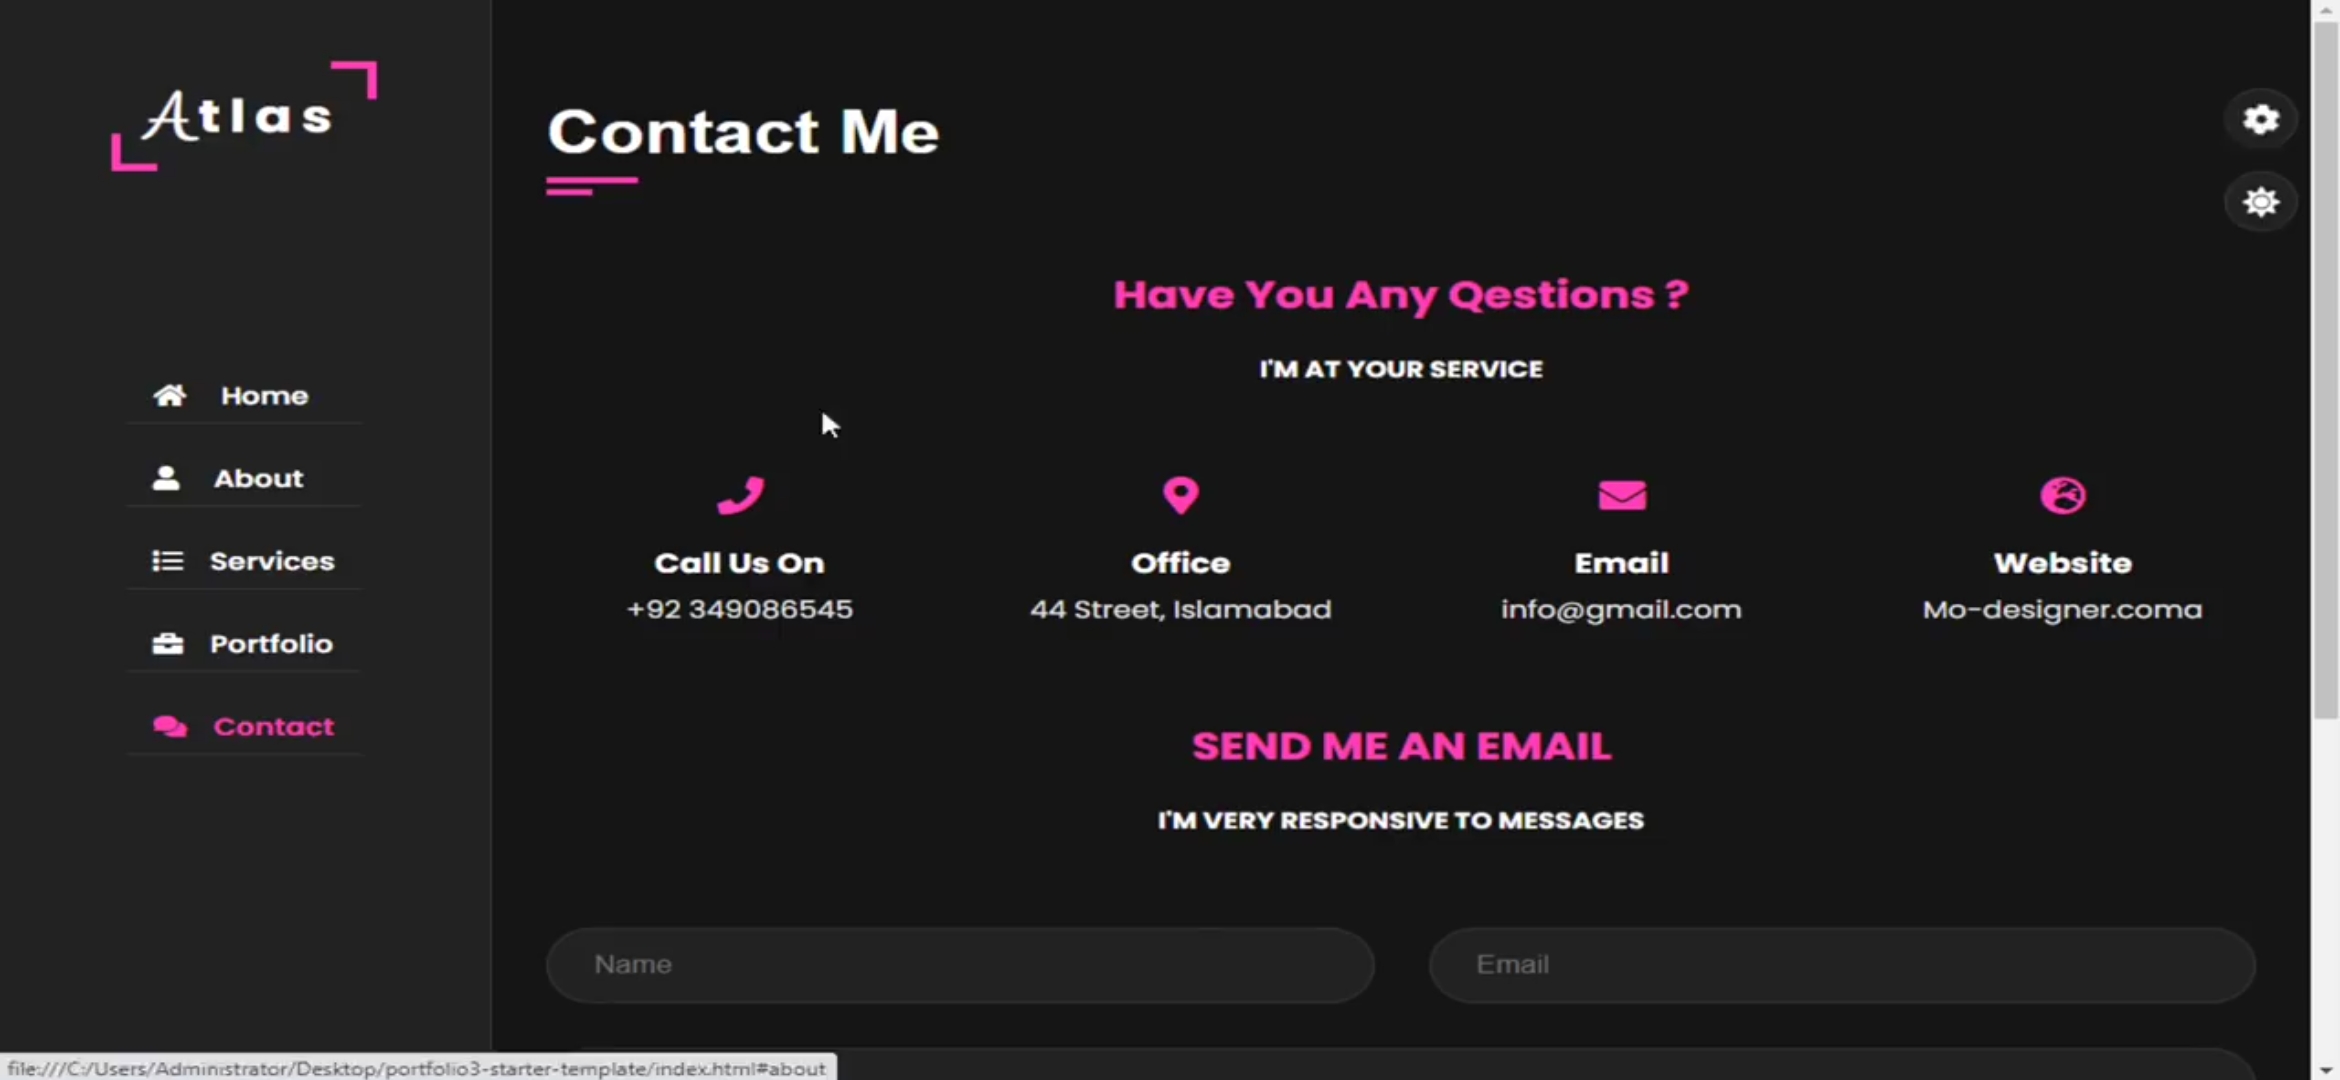 Atlas
Home
About
Services
Portfolio
Contact
Contact Me
Have You Any Qestions ?
I'M AT YOUR SERVICE
Call Us On
+92 349086545
Office
44 Street, Islamabad
Email
info@gmail.com
Website
Mo-designer.coma
SEND ME AN EMAIL
I'M VERY RESPONSIVE TO MESSAGES
Name
Email
file:///C:/Users/Administrator/Desktop/portfolio3-starter-template/index.html#about